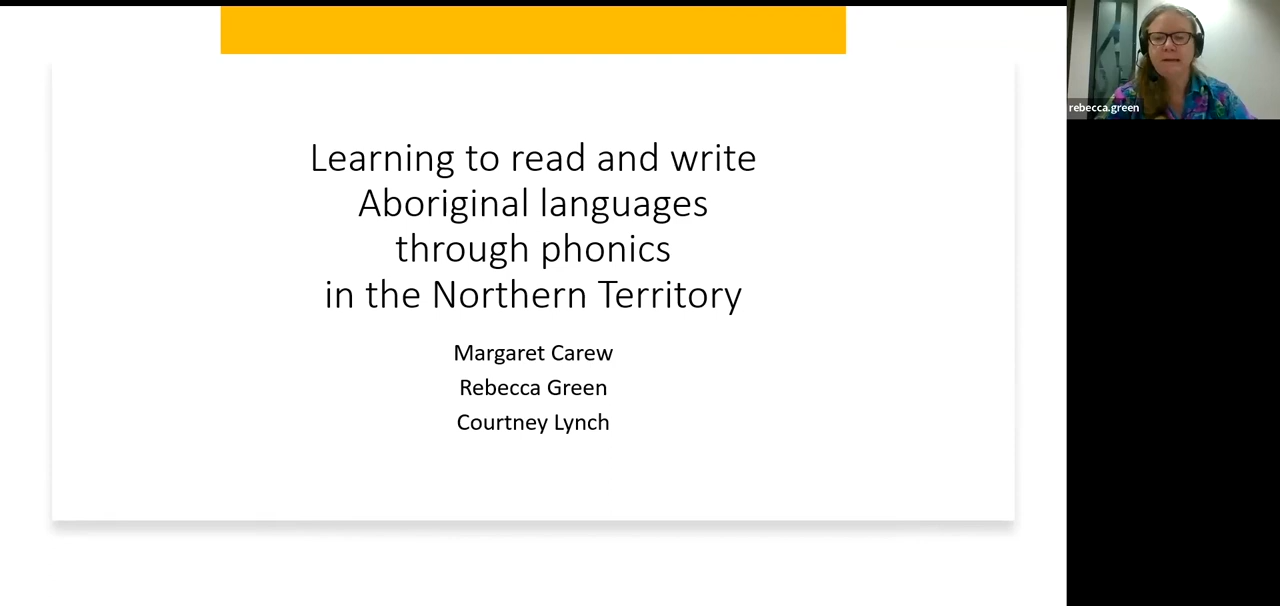 Learning to read and write
Aboriginal languages
through phonics
in the Northern Territory
Margaret Carew
Rebecca Green
Courtney Lynch
rebecca.green